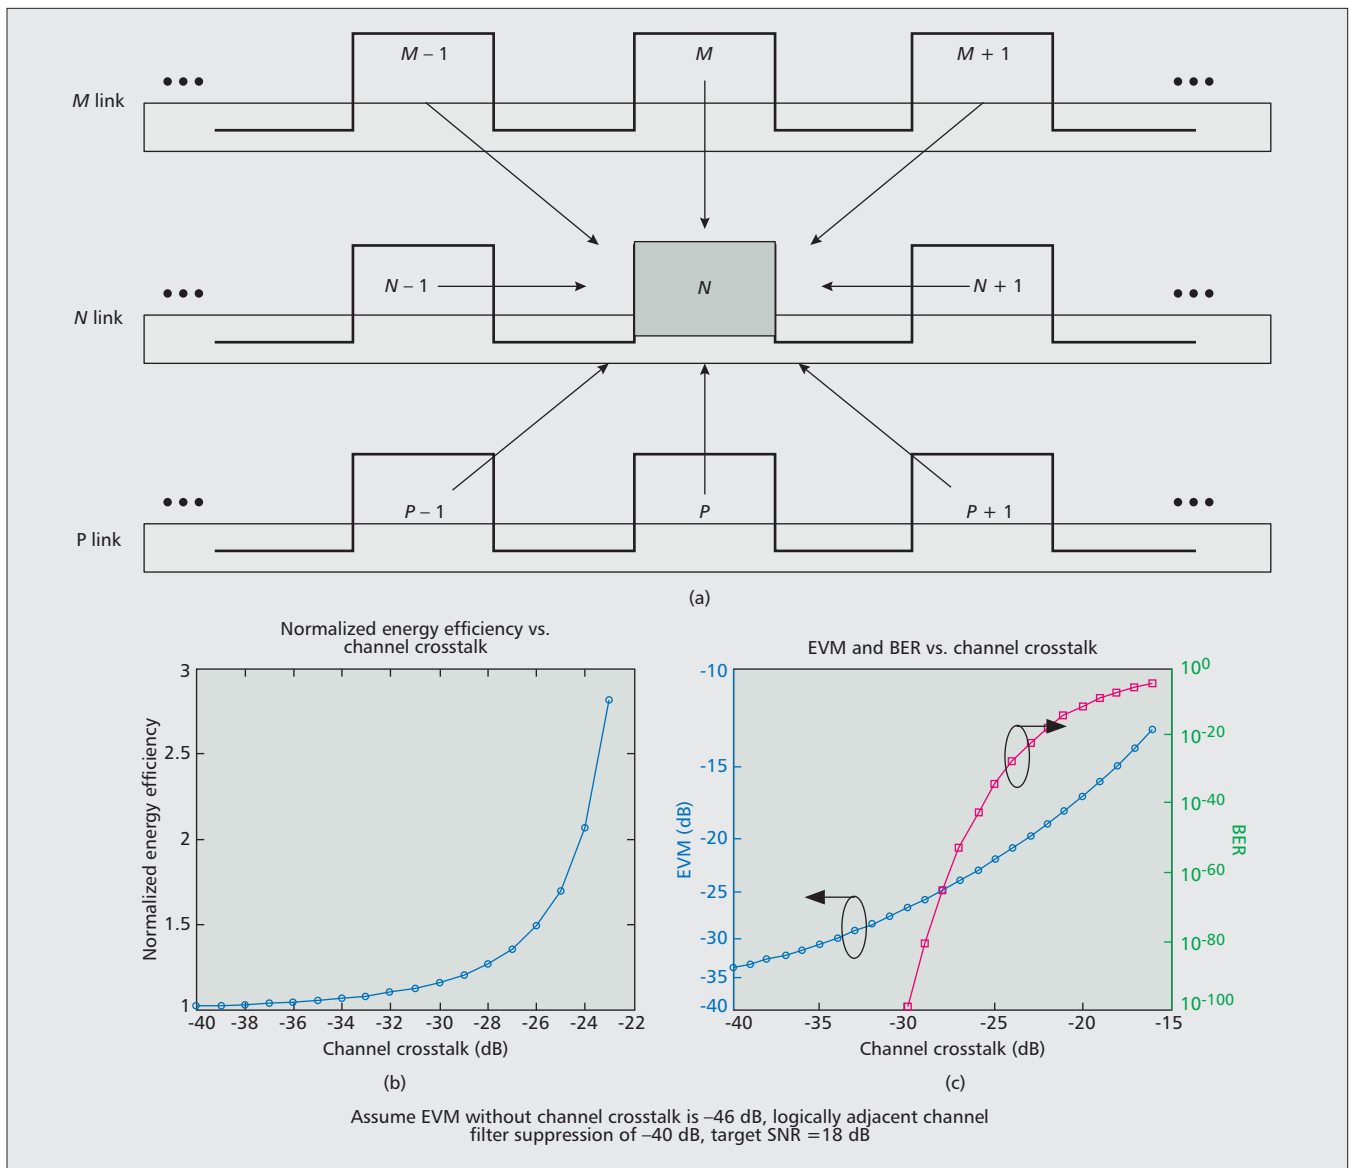 M – 1
M
M + 1
•••
•••
M link
N – 1
N
N + 1
•••
•••
N link
•••
•••
P – 1
P
P + 1
P link
(a)
Normalized energy efficiency vs.
channel crosstalk
3
2.5
2
1.5
1
Normalized energy efficiency
-40 -38 -36 -34 -32 -30 -28 -26 -24 -22
Channel crosstalk (dB)
(b)
EVM and BER vs. channel crosstalk
-10
-15
-20
-25
-30
-35
-40
EVM (dB)
10^0
10^-20
10^-40
10^-60
10^-80
10^-100
BER
-40 -35 -30 -25 -20 -15
Channel crosstalk (dB)
(c)
Assume EVM without channel crosstalk is –46 dB, logically adjacent channel
filter suppression of –40 dB, target SNR =18 dB